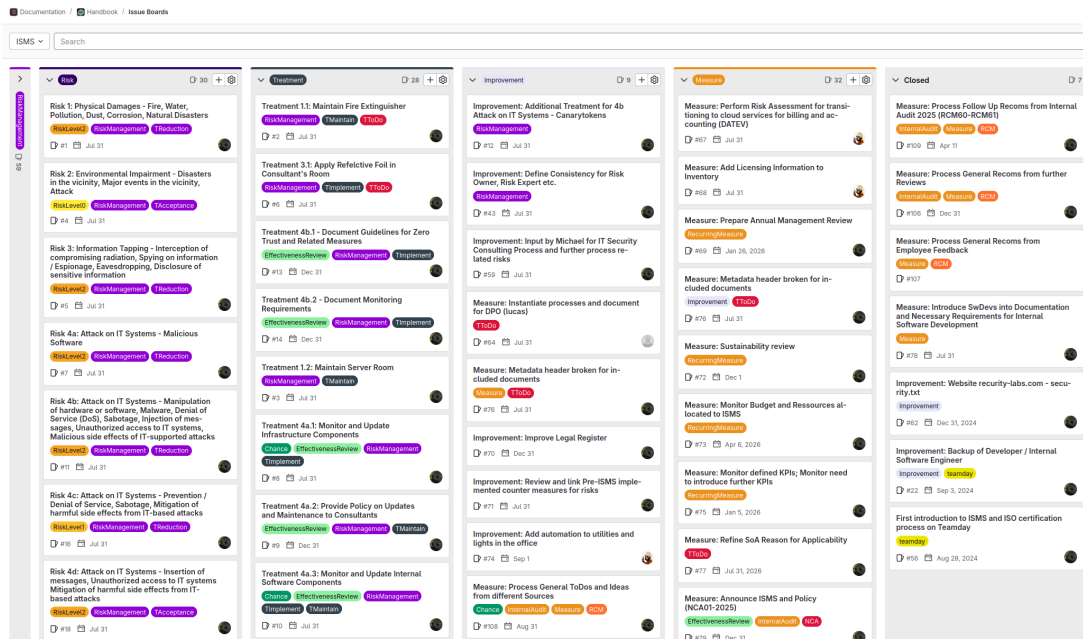 Documentation / Handbook / Issue Boards
ISMS
Search
RiskManagement
59
Risk
30
Risk 1: Physical Damages - Fire, Water,
Pollution, Dust, Corrosion, Natural Disasters
RiskLevel2 RiskManagement TReduction
#1 Jul 31
Risk 2: Environmental Impairment - Disasters
in the vicinity, Major events in the vicinity,
Attack
RiskLevel0 RiskManagement TAcceptance
#4 Jul 31
Risk 3: Information Tapping - Interception of
compromising radiation, Spying on information
/ Espionage, Eavesdropping, Disclosure of
sensitive information
RiskLevel2 RiskManagement TReduction
#5 Jul 31
Risk 4a: Attack on IT Systems - Malicious
Software
RiskLevel2 RiskManagement TReduction
#7 Jul 31
Risk 4b: Attack on IT Systems - Manipulation
of hardware or software, Malware, Denial of
Service (DoS), Sabotage, Injection of mes-
sages, Unauthorized access to IT systems,
Malicious side effects of IT-supported attacks
RiskLevel2 RiskManagement TReduction
#11 Jul 31
Risk 4c: Attack on IT Systems - Prevention /
Denial of Service, Sabotage, Mitigation of
harmful side effects from IT-based attacks
RiskLevel1 RiskManagement TReduction
#16 Jul 31
Risk 4d: Attack on IT Systems - Insertion of
messages, Unauthorized access to IT systems
Mitigation of harmful side effects from IT-
based attacks
RiskLevel2 RiskManagement TAcceptance
#18 Jul 31
Treatment
28
Treatment 1.1: Maintain Fire Extinguisher
RiskManagement TMaintain TToDo
#2 Jul 31
Treatment 3.1: Apply Refelctive Foil in
Consultant's Room
RiskManagement TImplement TToDo
#6 Jul 31
Treatment 4b.1 - Document Guidelines for Zero
Trust and Related Measures
EffectivenessReview RiskManagement TImplement
#13 Dec 31
Treatment 4b.2 - Document Monitoring
Requirements
EffectivenessReview RiskManagement TImplement
#14 Dec 31
Treatment 1.2: Maintain Server Room
RiskManagement TMaintain
#3 Jul 31
Treatment 4a.1: Monitor and Update
Infrastructure Components
Chance EffectivenessReview RiskManagement
TImplement
#8 Jul 31
Treatment 4a.2: Provide Policy on Updates
and Maintenance to Consultants
EffectivenessReview RiskManagement TMaintain
#9 Dec 31
Treatment 4a.3: Monitor and Update Internal
Software Components
Chance EffectivenessReview RiskManagement
TImplement TMaintain
#10 Jul 31
Improvement
9
Improvement: Additional Treatment for 4b
Attack on IT Systems - Canarytokens
RiskManagement
#12 Jul 31
Improvement: Define Consistency for Risk
Owner, Risk Expert etc.
RiskManagement
#43 Jul 31
Improvement: Input by Michael for IT Security
Consulting Process and further process re-
lated risks
#59 Jul 31
Measure: Instantiate processes and document
for DPO (lucas)
TToDo
#64 Jul 31
Measure: Metadata header broken for in-
cluded documents
Measure TToDo
#76 Jul 31
Improvement: Improve Legal Register
#70 Dec 31
Improvement: Review and link Pre-ISMS imple-
mented counter measures for risks
#71 Jul 31
Improvement: Add automation to utilities and
lights in the office
#74 Sep 1
Measure: Process General ToDos and Ideas
from different Sources
Chance InternalAudit Measure RCM
#108 Aug 31
Measure
32
Measure: Perform Risk Assessment for transi-
tioning to cloud services for billing and ac-
counting (DATEV)
#67 Jul 31
Measure: Add Licensing Information to
Inventory
#68 Jul 31
Measure: Prepare Annual Management Review
RecurringMeasure
#69 Jan 26, 2026
Measure: Metadata header broken for in-
cluded documents
Improvement TToDo
#76 Jul 31
Measure: Sustainability review
RecurringMeasure
#72 Dec 1
Measure: Monitor Budget and Ressources al-
located to ISMS
RecurringMeasure
#73 Apr 6, 2026
Measure: Monitor defined KPIs; Monitor need
to introduce further KPIs
RecurringMeasure
#75 Jan 5, 2026
Measure: Refine SoA Reason for Applicability
TToDo
#77 Jul 31, 2026
Measure: Announce ISMS and Policy
(NCA01-2025)
EffectivenessReview InternalAudit NCA
#79 Dec 31
Closed
7
Measure: Process Follow Up Recoms from Internal
Audit 2025 (RCM60-RCM61)
InternalAudit Measure RCM
#109 Apr 11
Measure: Process General Recoms from further
Reviews
InternalAudit Measure RCM
#106 Dec 31
Measure: Process General Recoms from
Employee Feedback
Measure RCM
#107
Measure: Introduce SwDevs into Documentation
and Necessary Requirements for Internal
Software Development
Measure
#78 Jul 31
Improvement: Website recurity-labs.com - secu-
rity.txt
Improvement
#62 Dec 31, 2024
Improvement: Backup of Developer / Internal
Software Engineer
Improvement teamday
#22 Sep 3, 2024
First introduction to ISMS and ISO certification
process on Teamday
teamday
#56 Aug 28, 2024